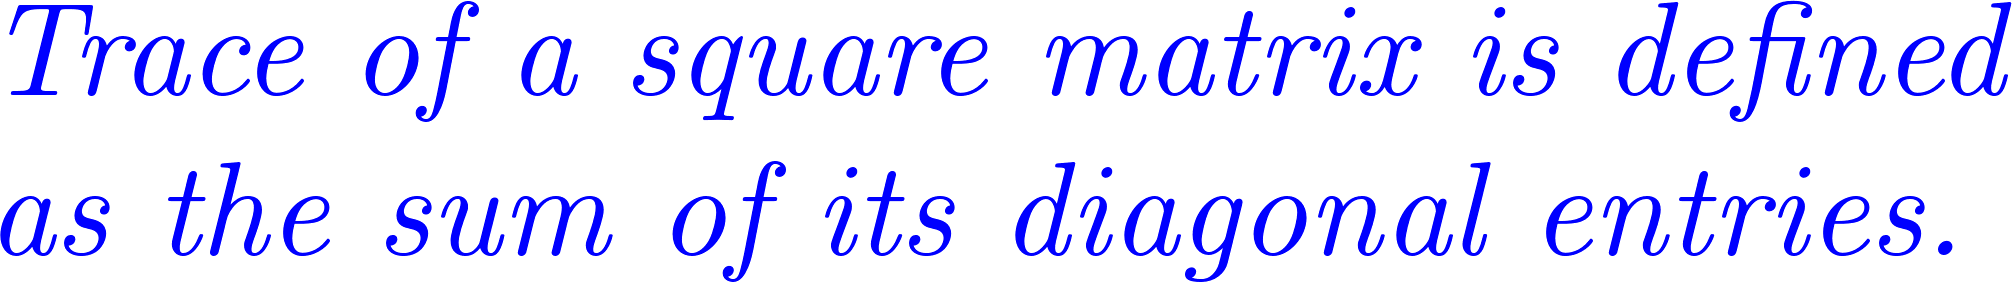 Trace of a square matrix is defined
as the sum of its diagonal entries.